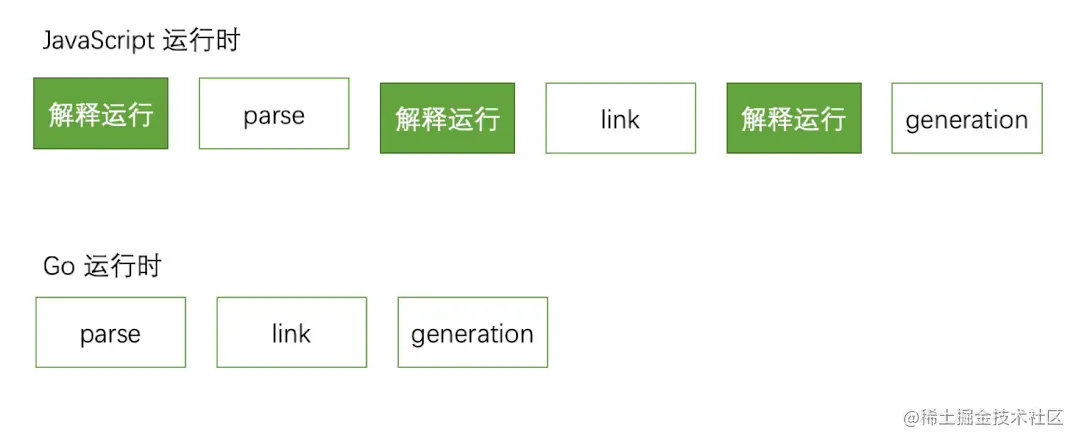 JavaScript 运行时
解释运行 parse 解释运行 link 解释运行 generation
Go 运行时
parse link generation
@稀土掘金技术社区